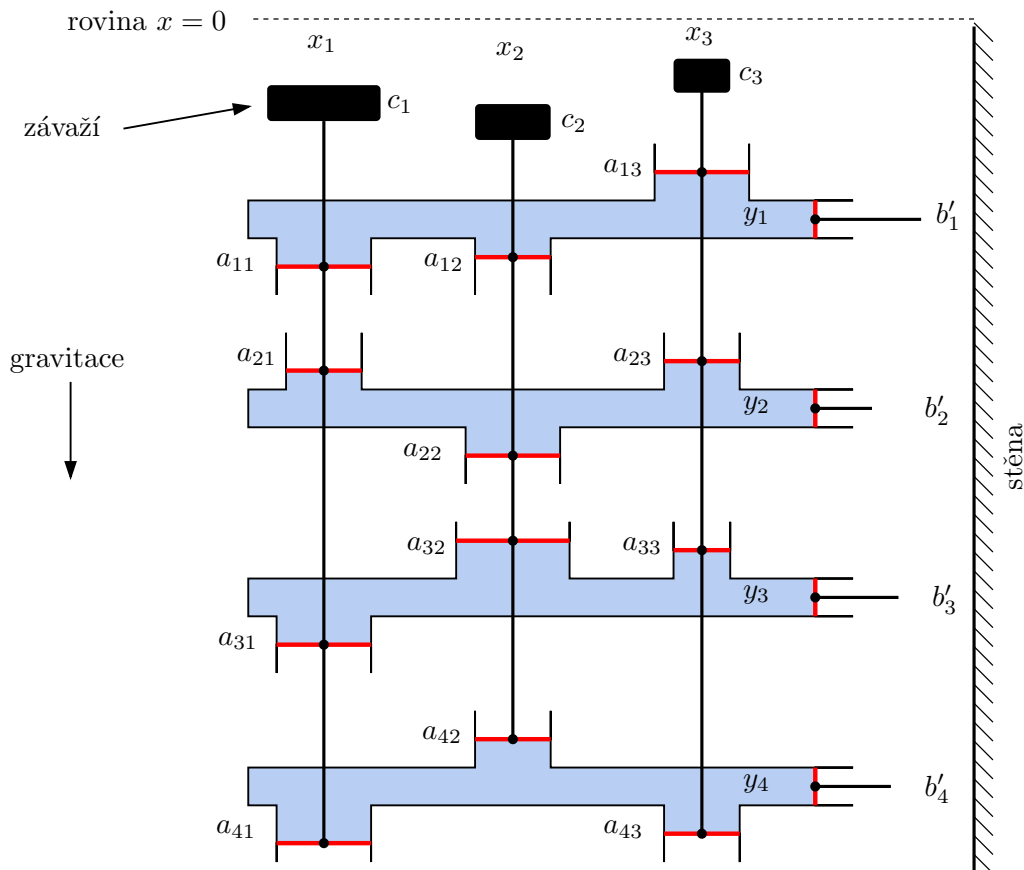 rovina x = 0
x₁ x₂ x₃
c₃
c₁
c₂
závaží
a₁₃
y₁ b′₁
a₁₁ a₁₂
gravitace
a₂₁ a₂₃
y₂ b′₂
a₂₂
stěna
a₃₂ a₃₃
y₃ b′₃
a₃₁
a₄₂
y₄ b′₄
a₄₁ a₄₃